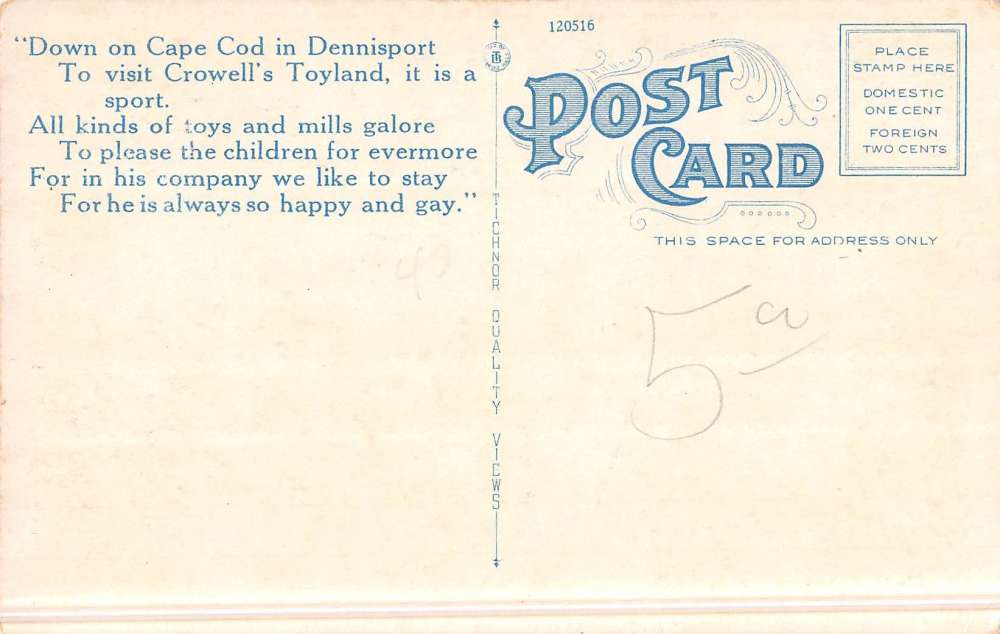 “Down on Cape Cod in Dennisport
To visit Crowell's Toyland, it is a
sport.
All kinds of toys and mills galore
To please the children for evermore
For in his company we like to stay
For he is always so happy and gay.”
TICHNOR QUALITY VIEWS
120516
POST
CARD
PLACE
STAMP HERE
DOMESTIC
ONE CENT
FOREIGN
TWO CENTS
THIS SPACE FOR ADDRESS ONLY
5